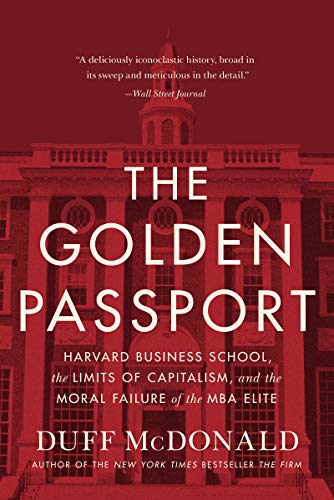 “A deliciously iconoclastic history, broad in
its sweep and meticulous in the detail.”
—Wall Street Journal
THE
GOLDEN
PASSPORT
HARVARD BUSINESS SCHOOL,
the LIMITS OF CAPITALISM, and the
MORAL FAILURE of the MBA ELITE
DUFF McDONALD
AUTHOR OF THE NEW YORK TIMES BESTSELLER THE FIRM